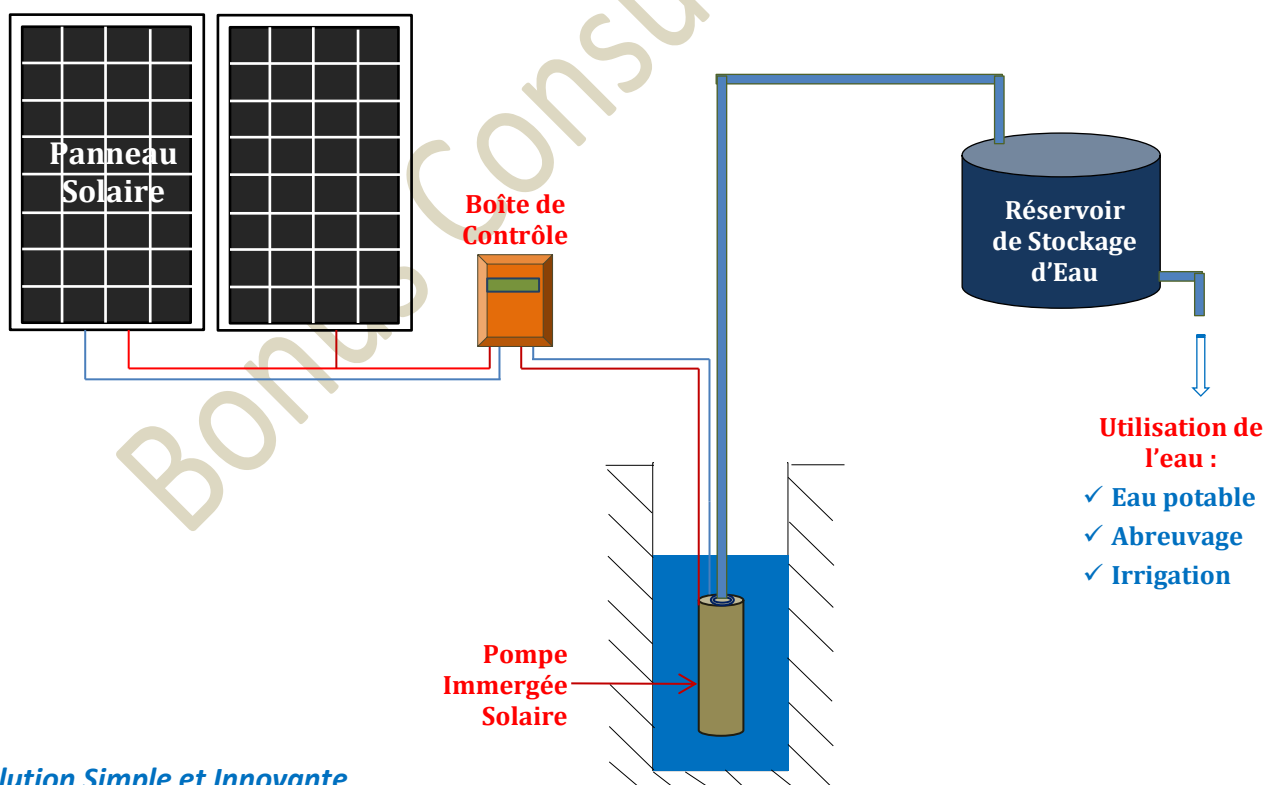 Panneau
Solaire
Boîte de
Contrôle
Réservoir
de Stockage
d'Eau
Utilisation de
l'eau :
✓ Eau potable
✓ Abreuvage
✓ Irrigation
Pompe
Immergée
Solaire
Simple et Innovante
Bonus